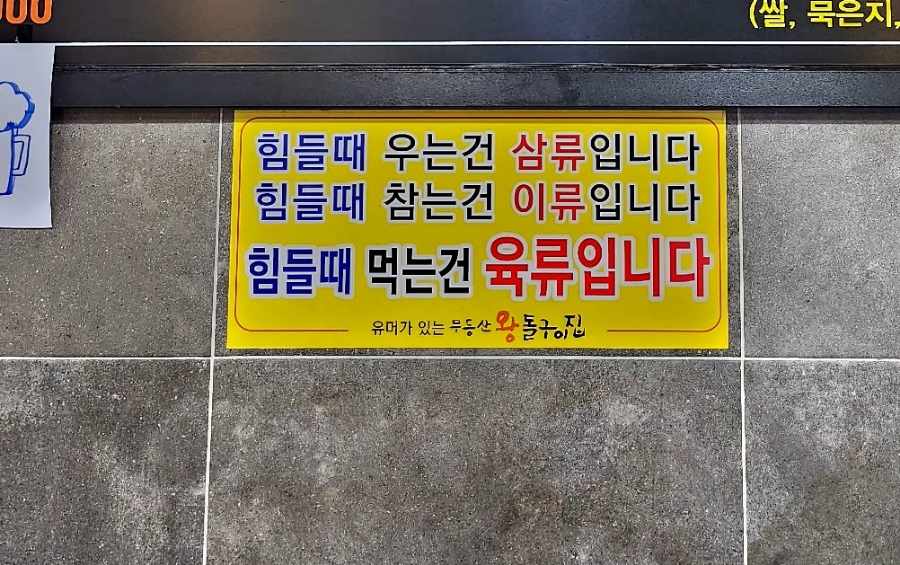 000
(쌀, 묵은지,
힘들때 우는건 삼류입니다
힘들때 참는건 이류입니다
힘들때 먹는건 육류입니다
유머가 있는 무등산 왕돌구이집